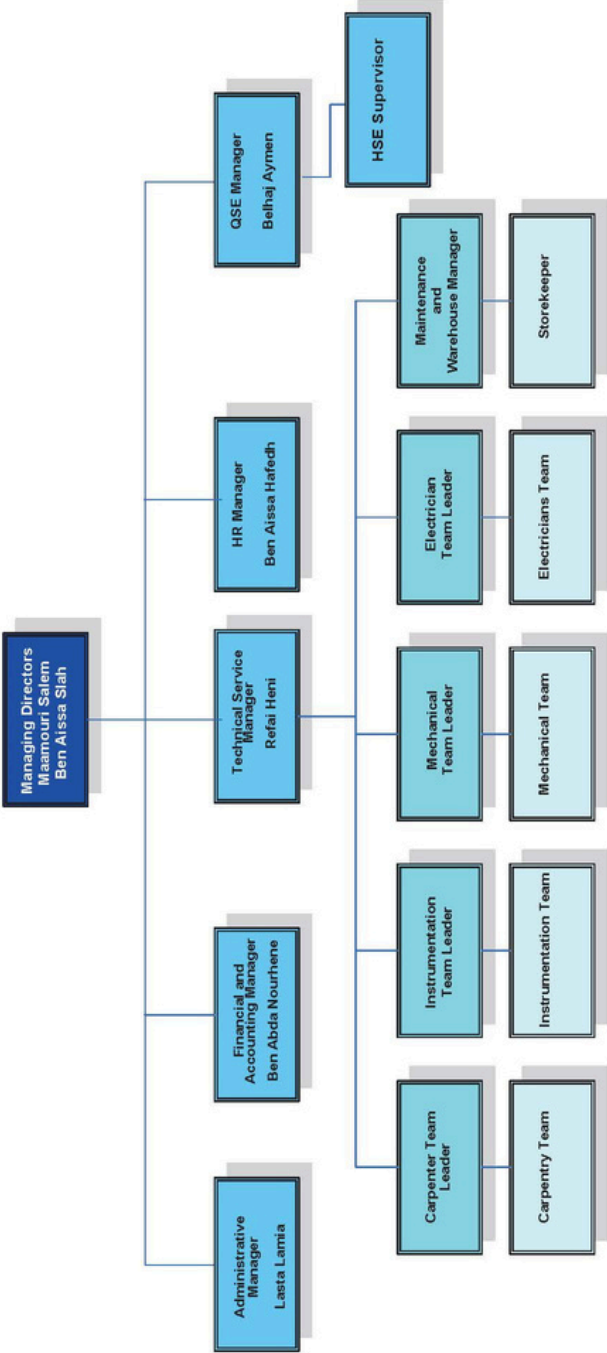 Managing Directors
Maamouri Salem
Ben Aissa Slah
Administrative
Manager
Lasta Lamia
Financial and
Accounting Manager
Ben Abda Nourhene
Technical Service
Manager
Refai Heni
HR Manager
Ben Aissa Hafedh
QSE Manager
Belhaj Aymen
HSE Supervisor
Carpenter Team
Leader
Instrumentation
Team Leader
Mechanical
Team Leader
Electrician
Team Leader
Maintenance
and
Warehouse Manager
Carpentry Team
Instrumentation Team
Mechanical Team
Electricians Team
Storekeeper